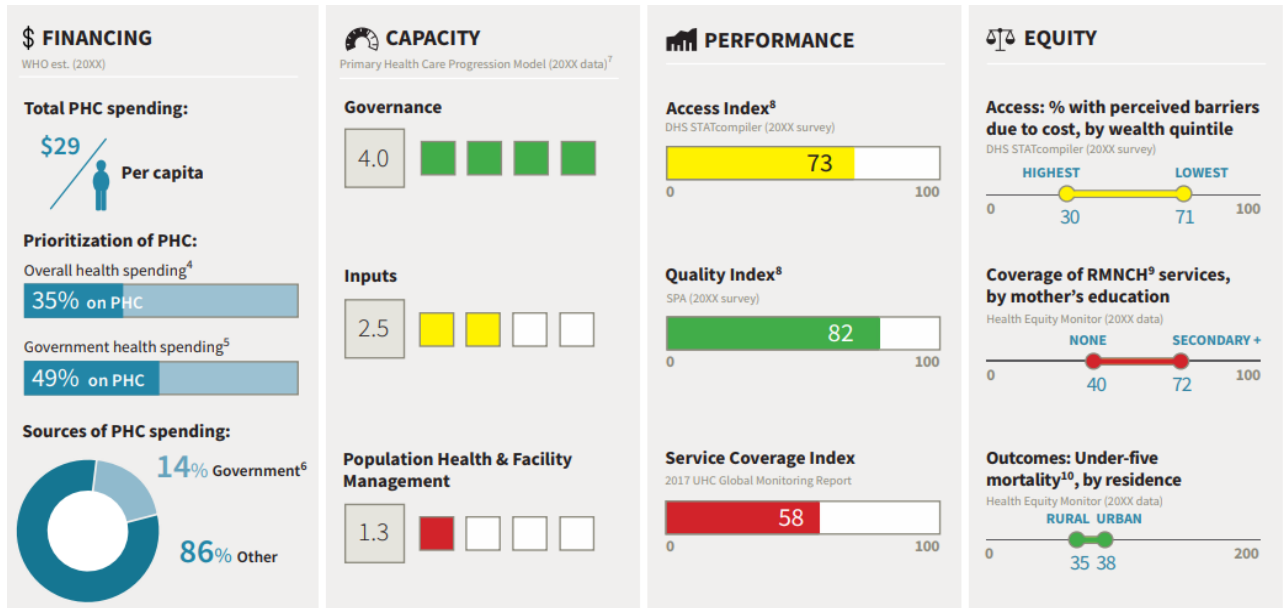 $ FINANCING
WHO est. (20XX)
Total PHC spending:
$29
Per capita
Prioritization of PHC:
Overall health spending4
35% on PHC
Government health spending5
49% on PHC
Sources of PHC spending:
14% Government6
86% Other
CAPACITY
Primary Health Care Progression Model (20XX data)7
Governance
4.0
Inputs
2.5
Population Health & Facility
Management
1.3
PERFORMANCE
Access Index8
DHS STATcompiler (20XX survey)
73
0 100
Quality Index8
SPA (20XX survey)
82
0 100
Service Coverage Index
2017 UHC Global Monitoring Report
58
0 100
EQUITY
Access: % with perceived barriers
due to cost, by wealth quintile
DHS STATcompiler (20XX survey)
HIGHEST LOWEST
0 100
30 71
Coverage of RMNCH9 services,
by mother's education
Health Equity Monitor (20XX data)
NONE SECONDARY +
0 100
40 72
Outcomes: Under-five
mortality10, by residence
Health Equity Monitor (20XX data)
RURAL URBAN
0 200
35 38